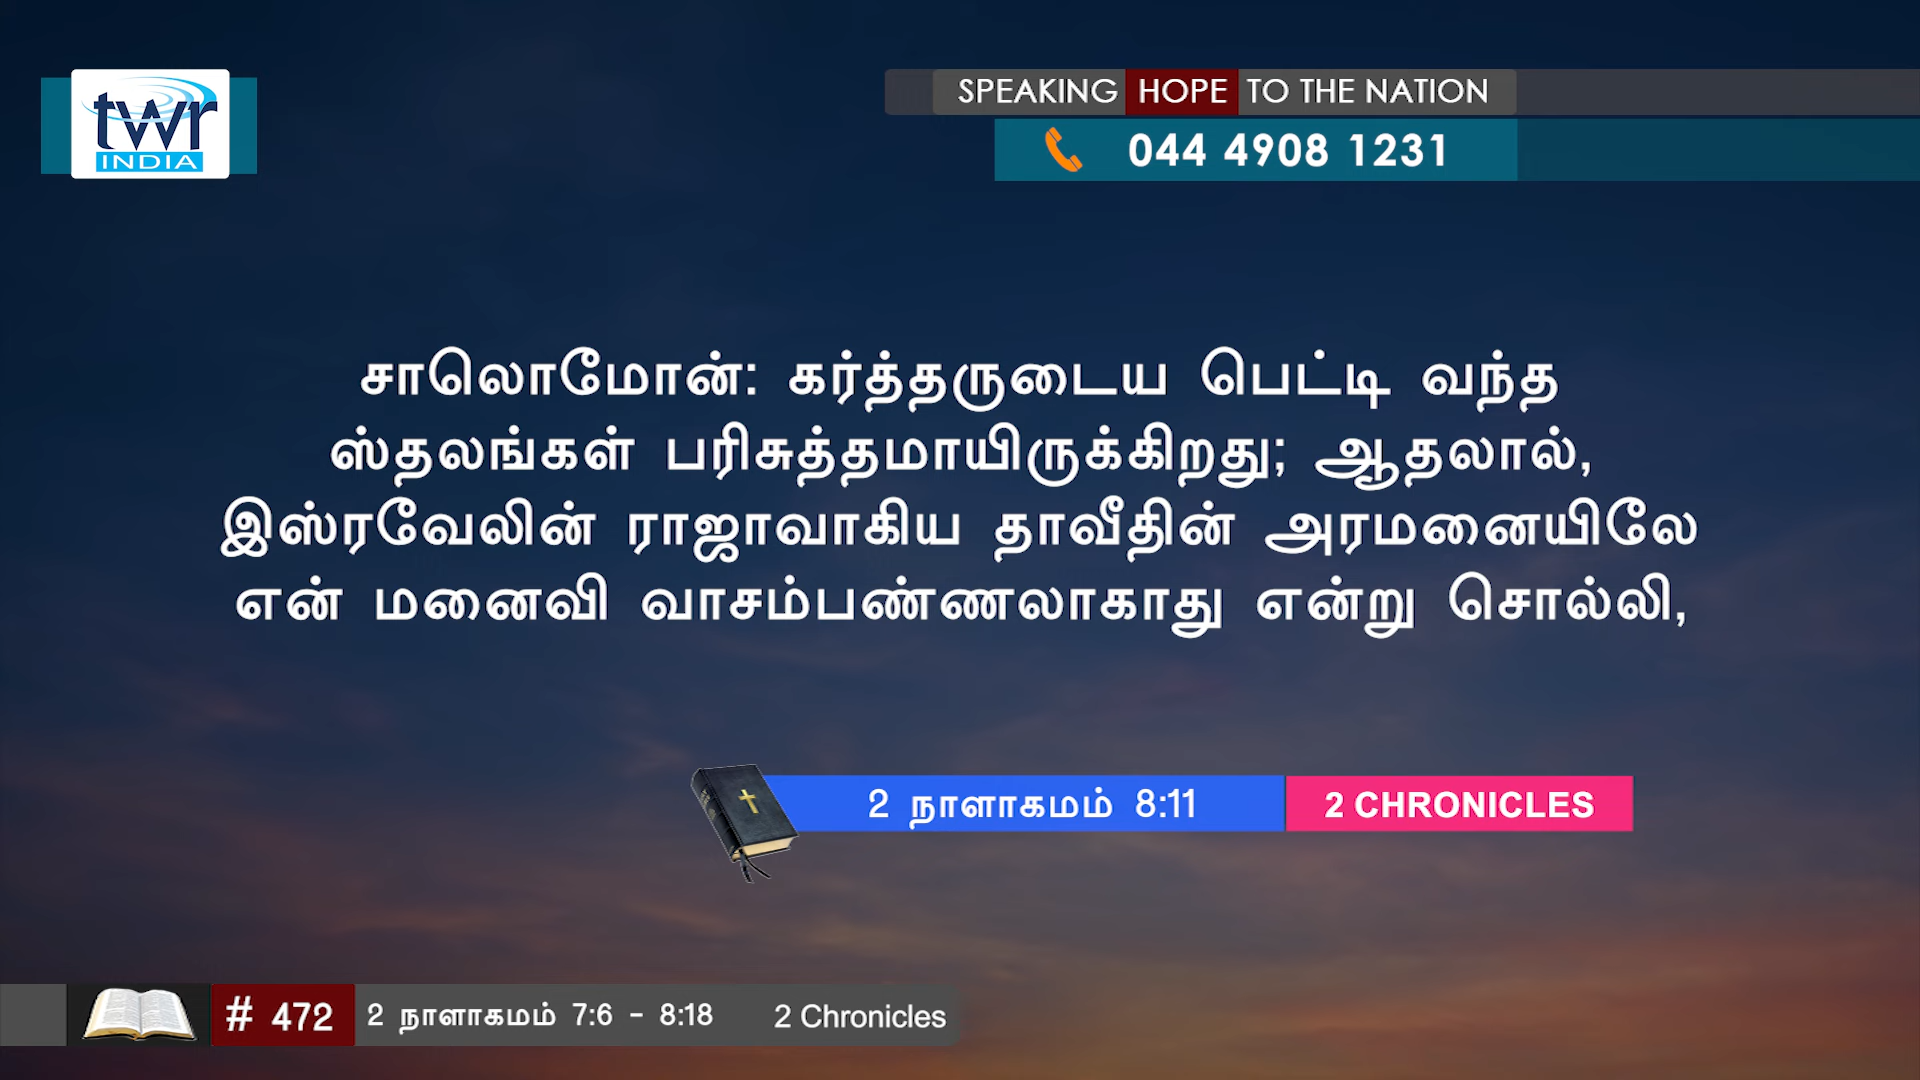 twr
INDIA
SPEAKING HOPE TO THE NATION
044 4908 1231
சாலொமோன்: கர்த்தருடைய பெட்டி வந்த
ஸ்தலங்கள் பரிசுத்தமாயிருக்கிறது; ஆதலால்,
இஸ்ரவேலின் ராஜாவாகிய தாவீதின் அரமனையிலே
என் மனைவி வாசம்பண்ணலாகாது என்று சொல்லி,
2 நாளாகமம் 8:11 2 CHRONICLES
# 472 2 நாளாகமம் 7:6 - 8:18 2 Chronicles